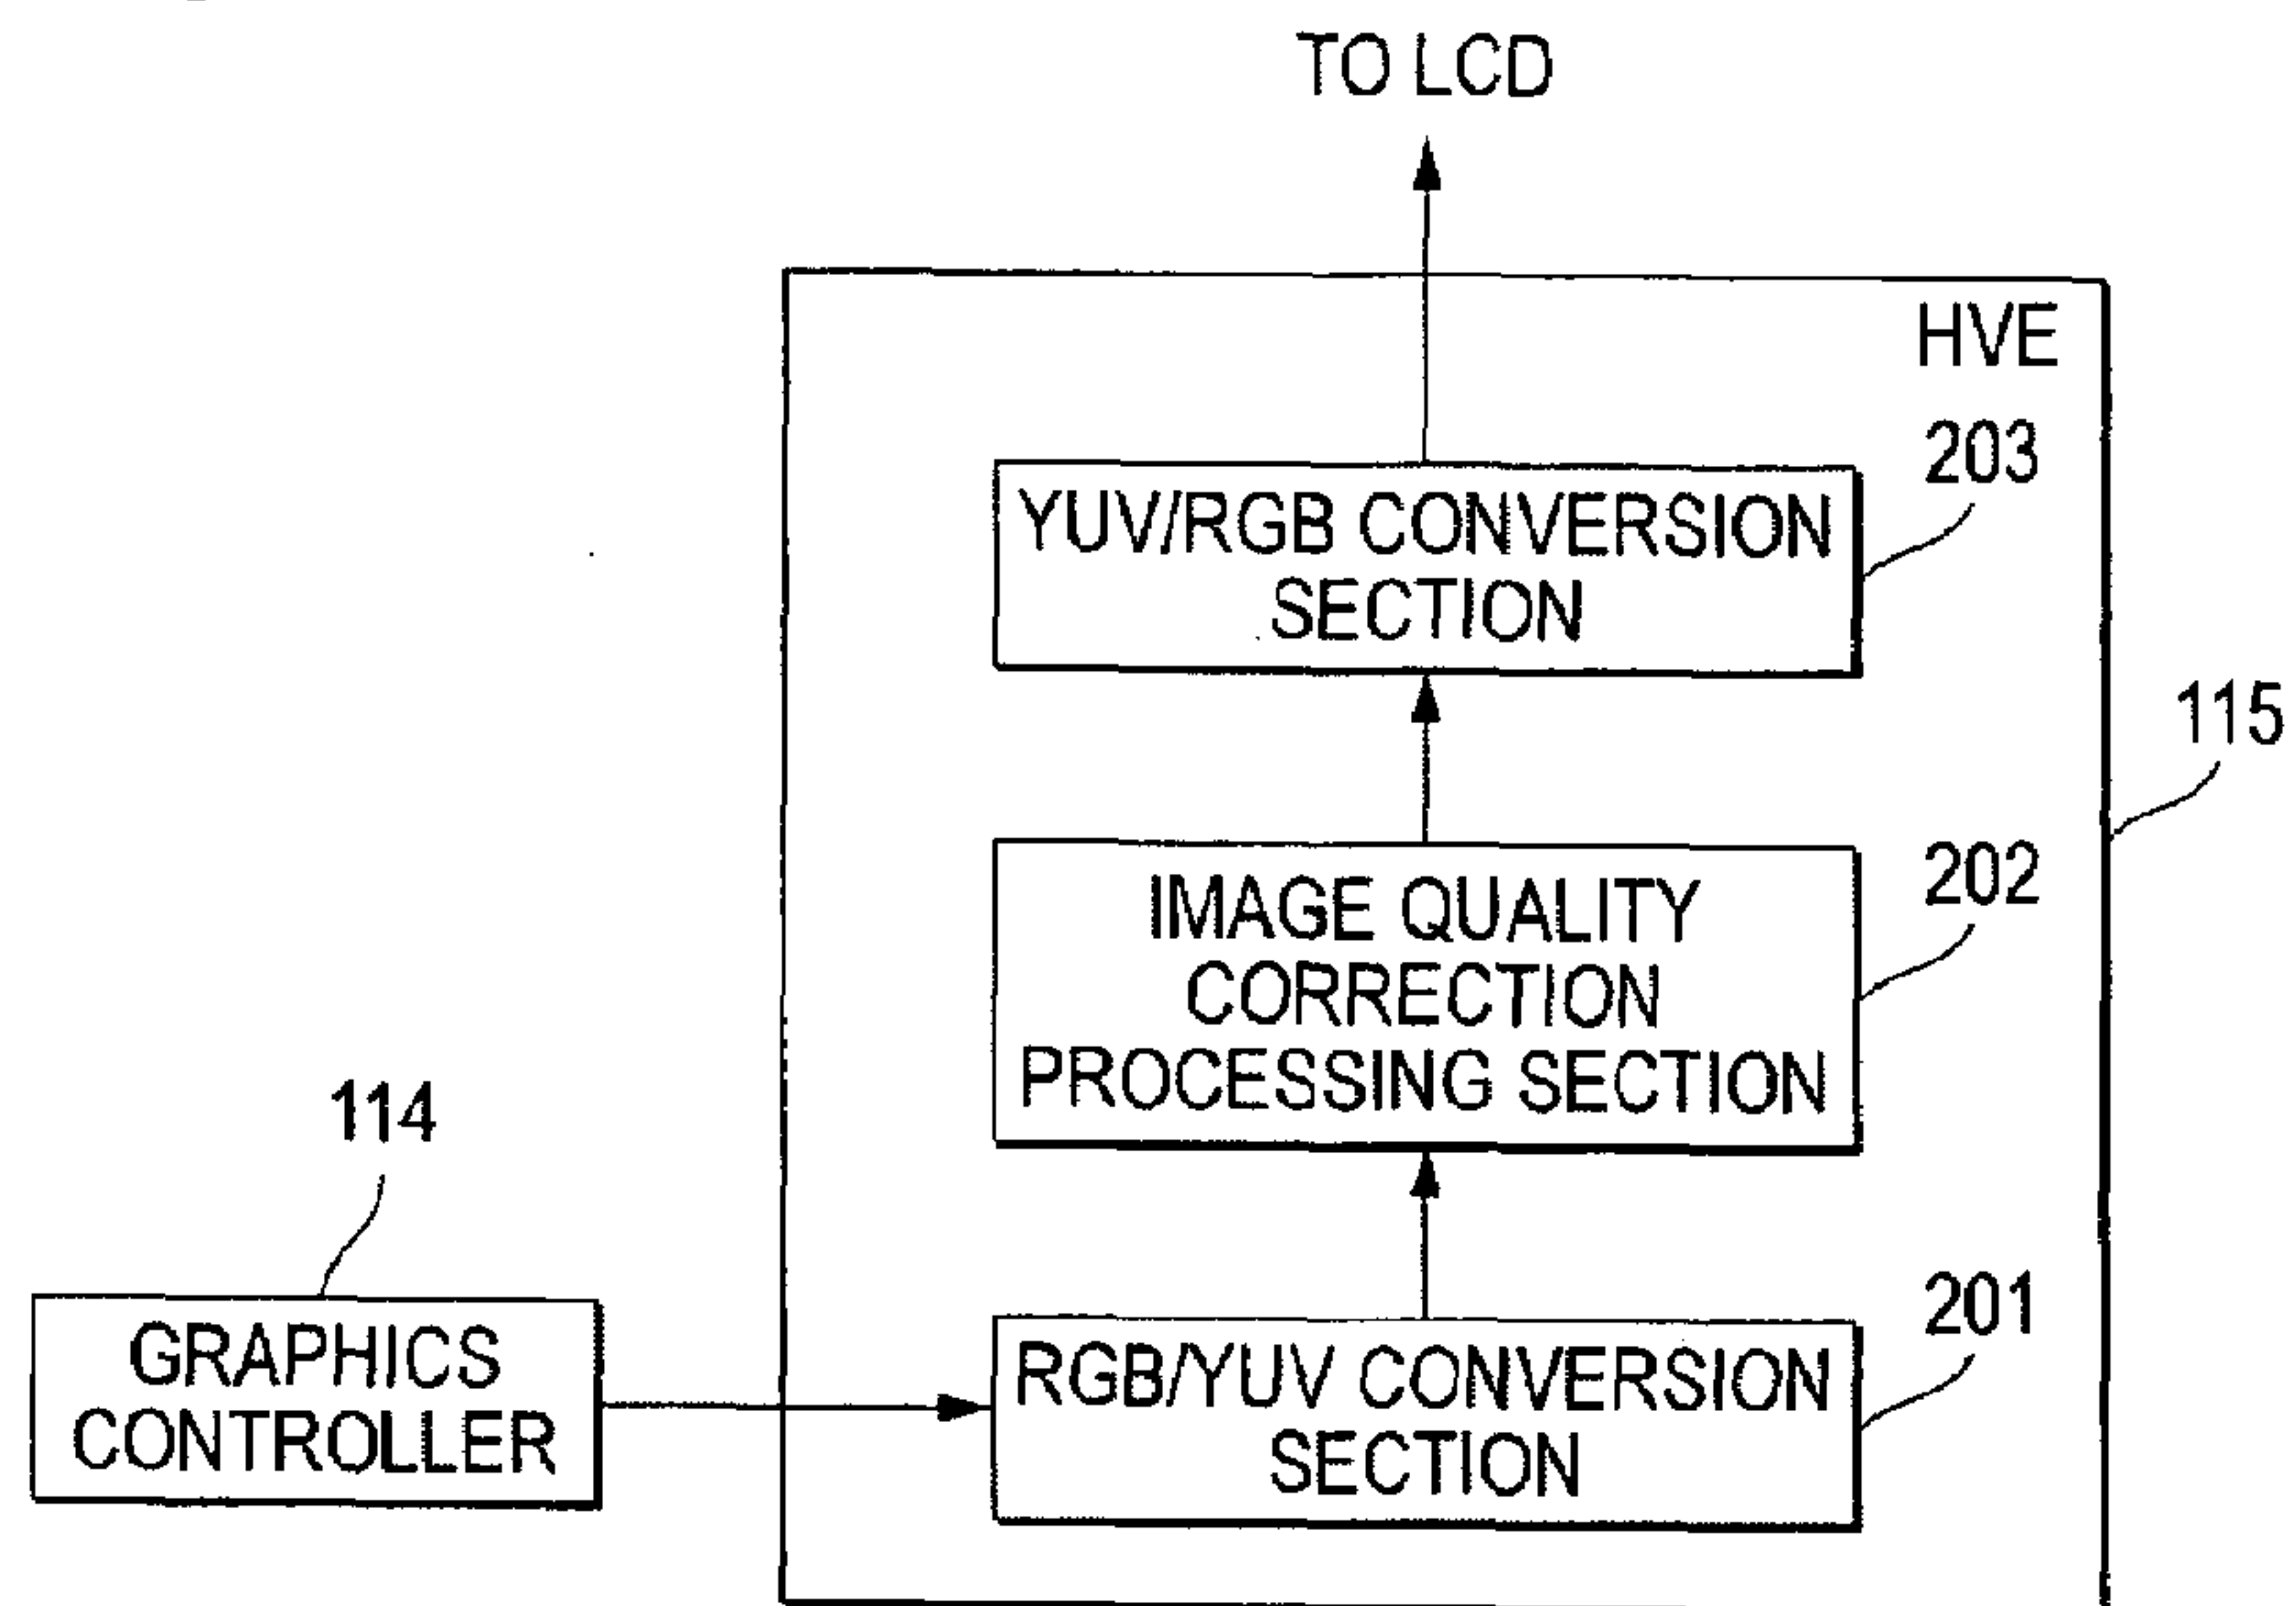 TO LCD
HVE
203
YUV/RGB CONVERSION
SECTION
115
202
IMAGE QUALITY
CORRECTION
PROCESSING SECTION
114
201
GRAPHICS
CONTROLLER
RGB/YUV CONVERSION
SECTION